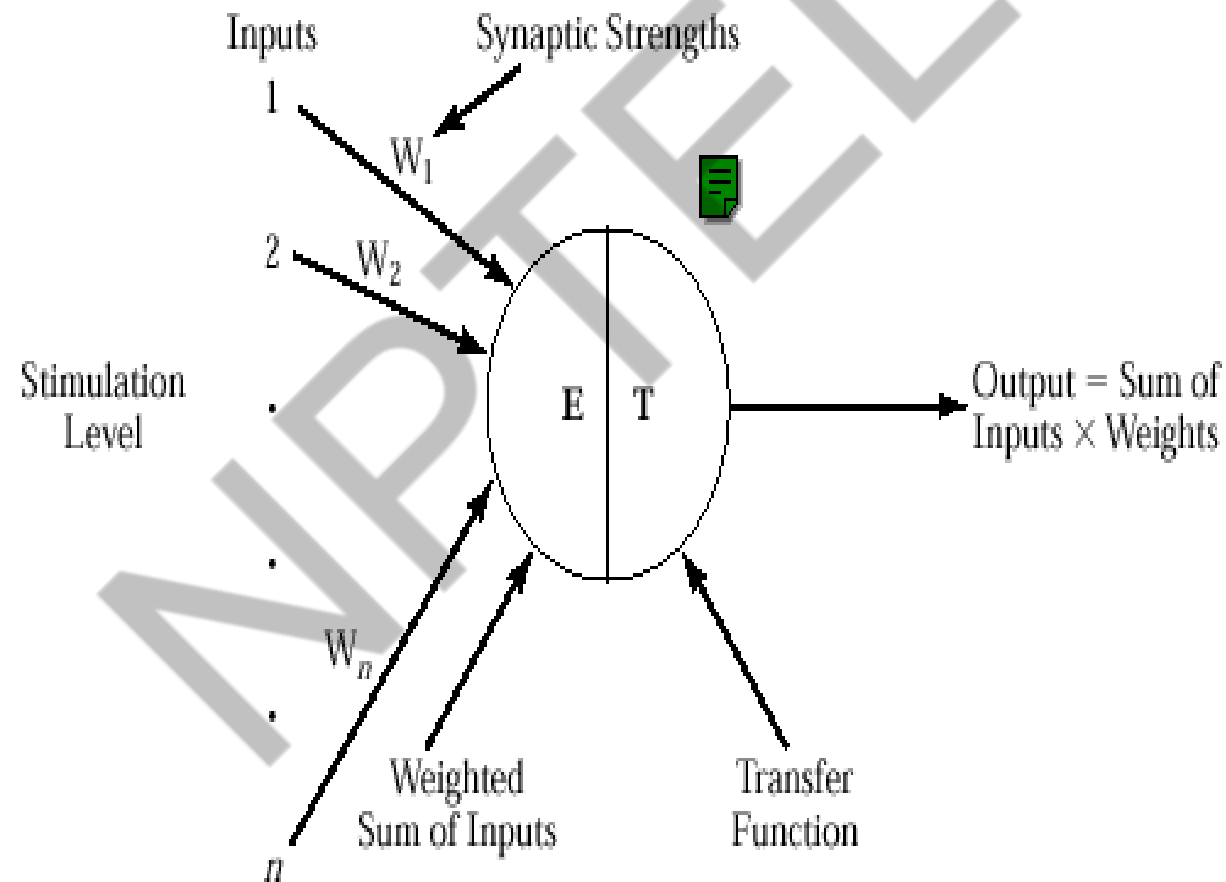 Inputs
Synaptic Strengths
1
W1
2
W2
Stimulation
Level
E
T
Output = Sum of
Inputs × Weights
Wn
Weighted
Sum of Inputs
Transfer
Function
n
NPTEL